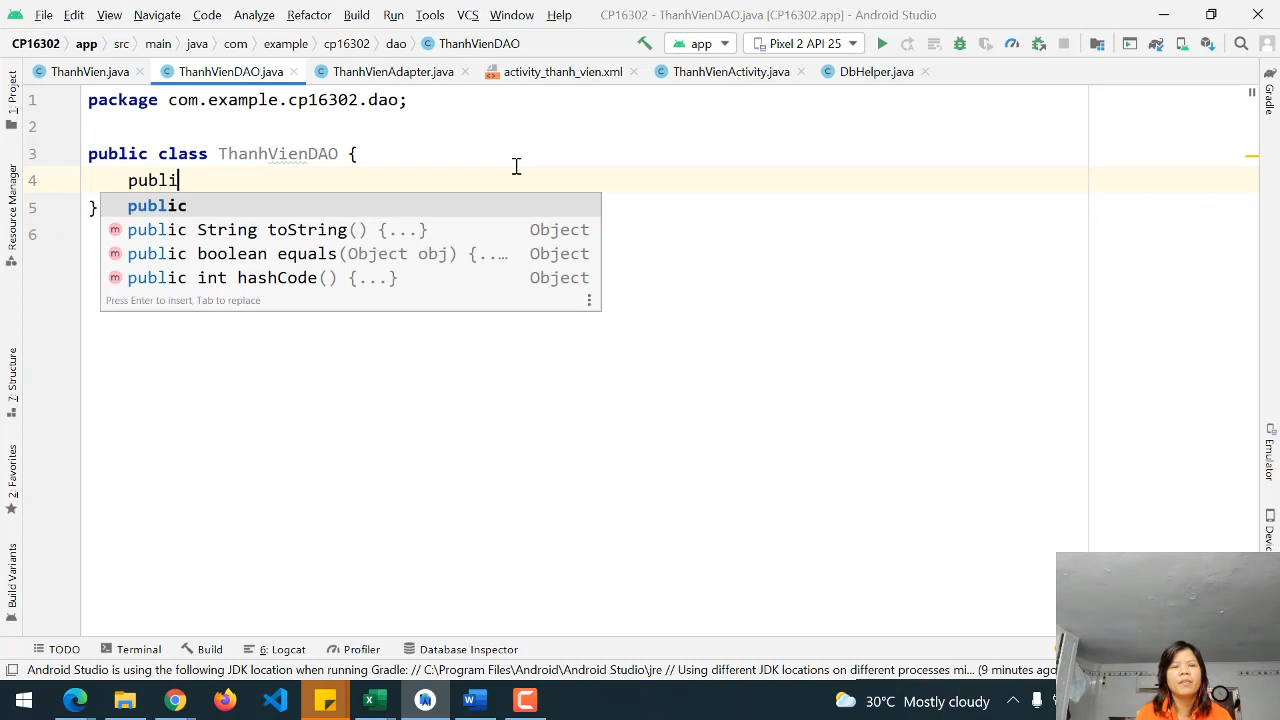 File Edit View Navigate Code Analyze Refactor Build Run Tools VCS Window Help CP16302 - ThanhVienDAO.java [CP16302.app] - Android Studio
CP16302 app src main java com example cp16302 dao ThanhVienDAO app Pixel 2 API 25
ThanhVien.java ThanhVienDAO.java ThanhVienAdapter.java activity_thanh_vien.xml ThanhVienActivity.java DbHelper.java
1: Project
Resource Manager
7: Structure
2: Favorites
Build Variants
1 package com.example.cp16302.dao;
2
3 public class ThanhVienDAO {
4 publi
public
m public String toString() {...} Object
m public boolean equals(Object obj) {..… Object
m public int hashCode() {...} Object
Press Enter to insert, Tab to replace
5 }
6
Gradle
Emulator
TODO Terminal Build 6: Logcat Profiler Database Inspector
Android Studio is using the following JDK location when running Gradle: // C:\Program Files\Android\Android Studio\jre // Using different JDK locations on different processes mi... (9 minutes ago
30°C Mostly cloudy